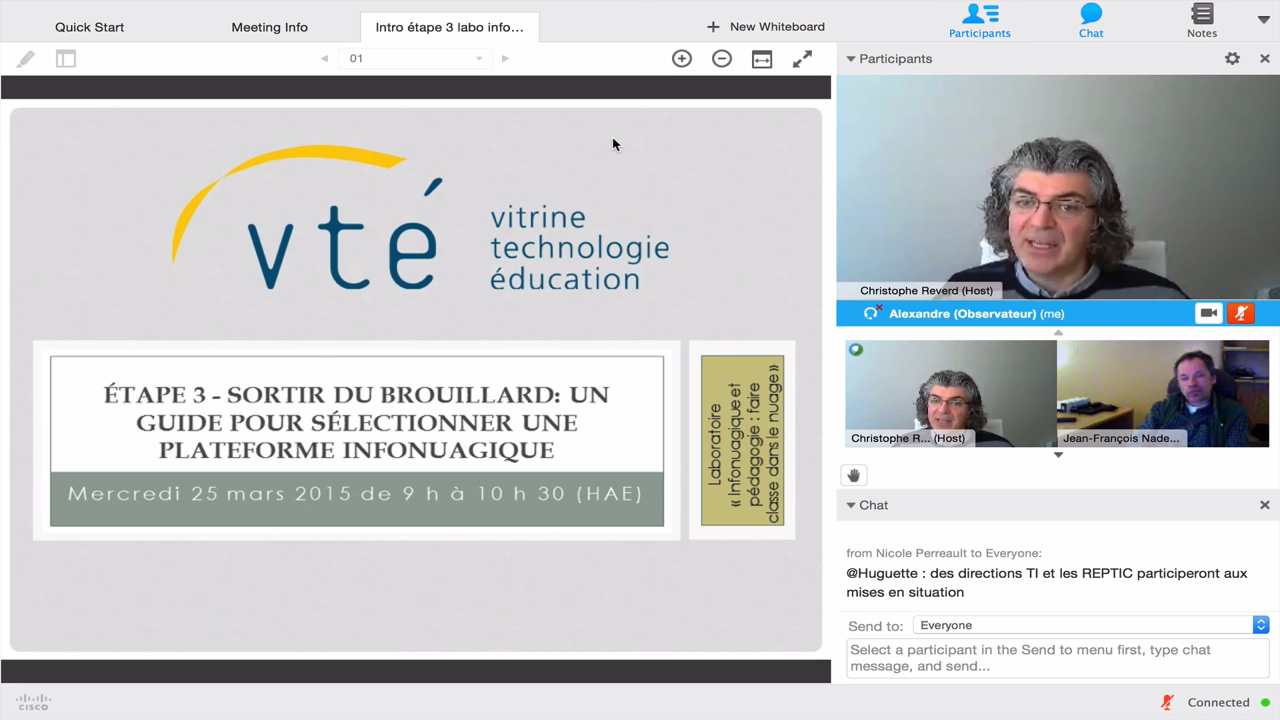 Quick Start
Meeting Info
Intro étape 3 labo info...
New Whiteboard
Participants
Chat
Notes
01
Participants
vté
vitrine
technologie
éducation
ÉTAPE 3 - SORTIR DU BROUILLARD: UN
GUIDE POUR SÉLECTIONNER UNE
PLATEFORME INFONUAGIQUE
Mercredi 25 mars 2015 de 9 h à 10 h 30 (HAE)
Laboratoire
« Infonuagique et
pédagogie : faire
classe dans le nuage»
Christophe Reverd (Host)
Alexandre (Observateur) (me)
Christophe R... (Host)
Jean-François Nade...
Chat
from Nicole Perreault to Everyone:
@Huguette : des directions TI et les REPTIC participeront aux
mises en situation
Send to:
Everyone
Select a participant in the Send to menu first, type chat
message, and send...
cisco
Connected